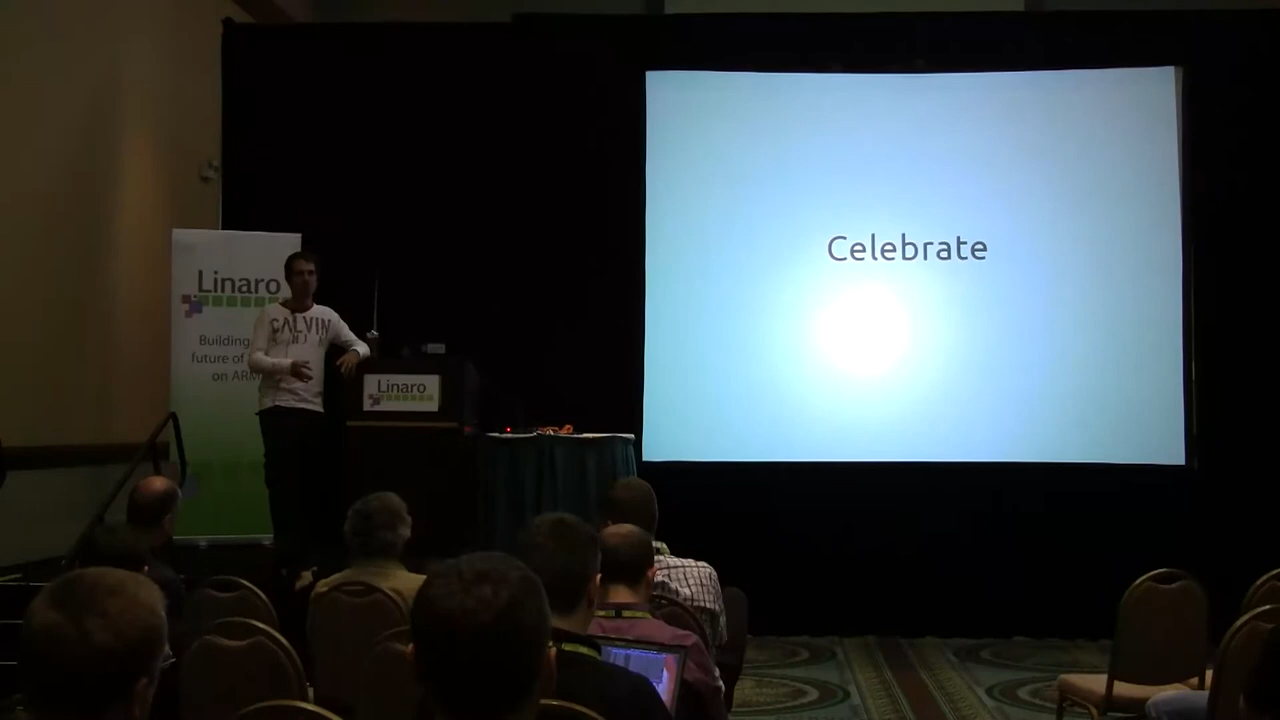 Celebrate
Linaro
Building
future of
on ARM
CALVIN
Linaro